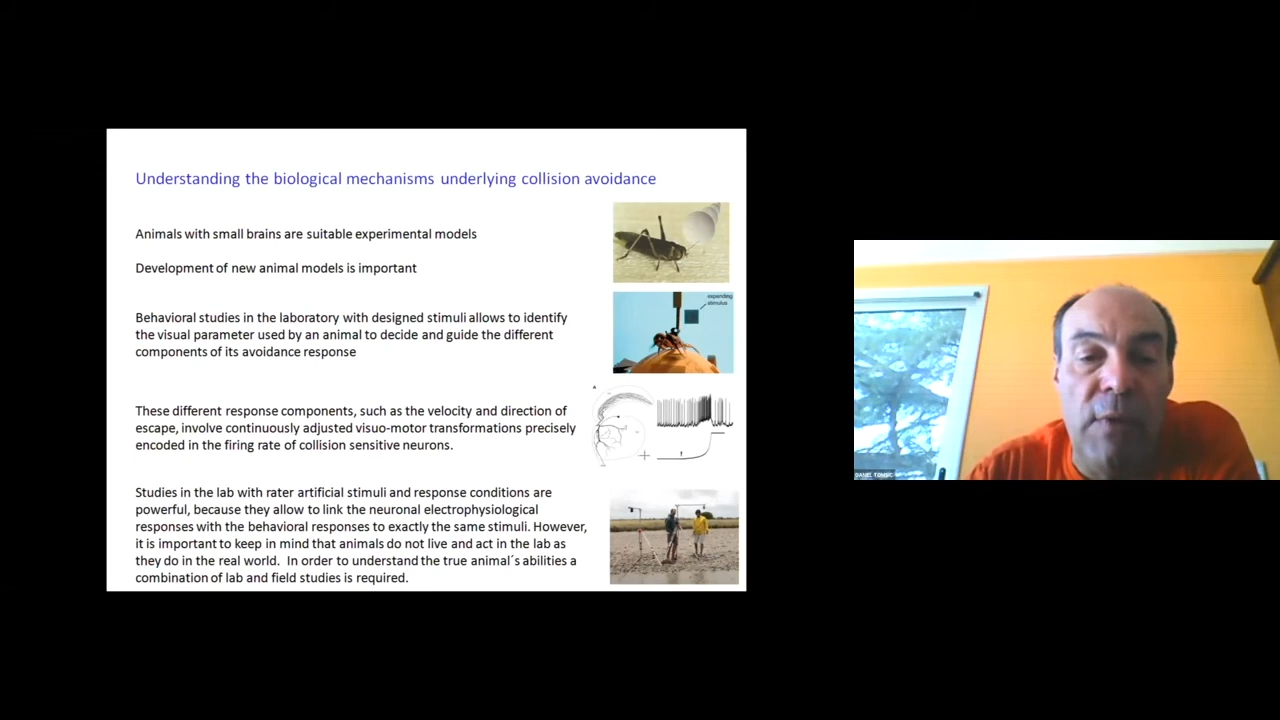 Understanding the biological mechanisms underlying collision avoidance
Animals with small brains are suitable experimental models
Development of new animal models is important
expanding
stimulus
Behavioral studies in the laboratory with designed stimuli allows to identify
the visual parameter used by an animal to decide and guide the different
components of its avoidance response
A
These different response components, such as the velocity and direction of
escape, involve continuously adjusted visuo-motor transformations precisely
encoded in the firing rate of collision sensitive neurons.
Studies in the lab with rater artificial stimuli and response conditions are
powerful, because they allow to link the neuronal electrophysiological
responses with the behavioral responses to exactly the same stimuli. However,
it is important to keep in mind that animals do not live and act in the lab as
they do in the real world.  In order to understand the true animal´s abilities a
combination of lab and field studies is required.
DANIEL TOMSIC